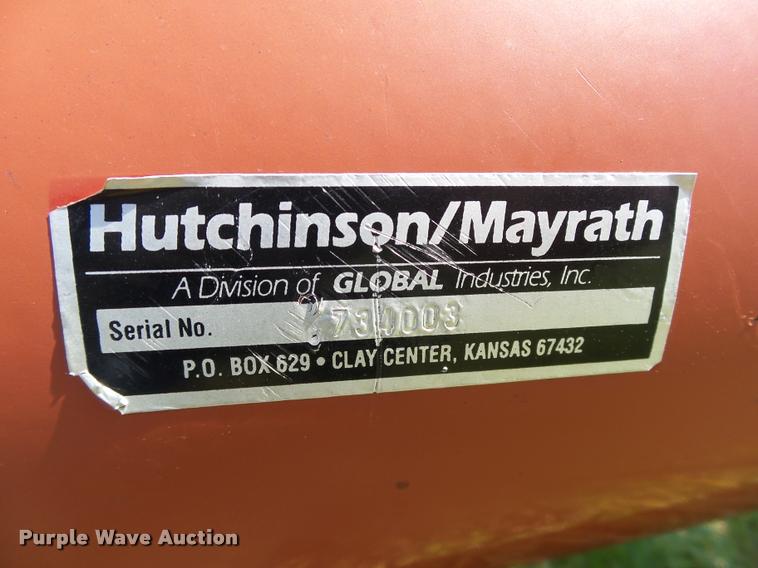 Hutchinson/Mayrath
A Division of GLOBAL Industries, Inc.
Serial No.
P.O. BOX 629 • CLAY CENTER, KANSAS 67432
Purple Wave Auction